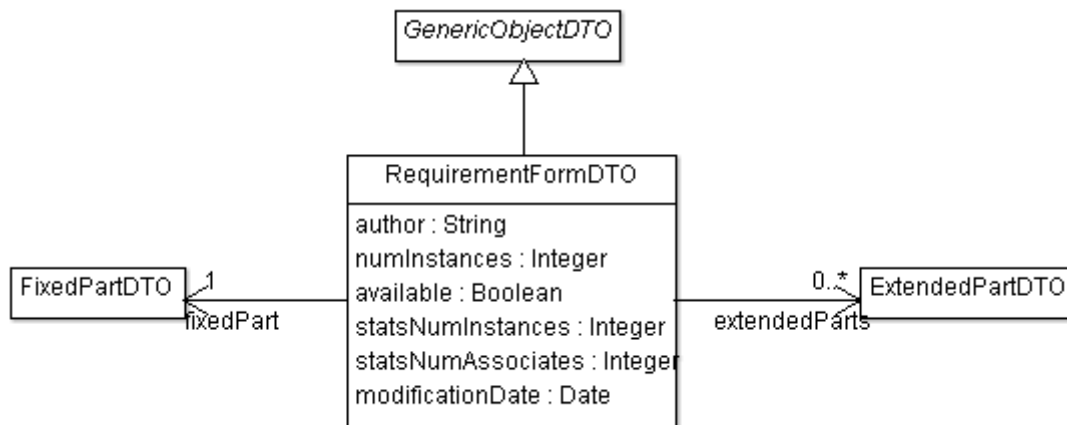 GenericObjectDTO
RequirementFormDTO
author : String
numInstances : Integer
available : Boolean
statsNumInstances : Integer
statsNumAssociates : Integer
modificationDate : Date
FixedPartDTO
1
fixedPart
0..*
extendedParts
ExtendedPartDTO